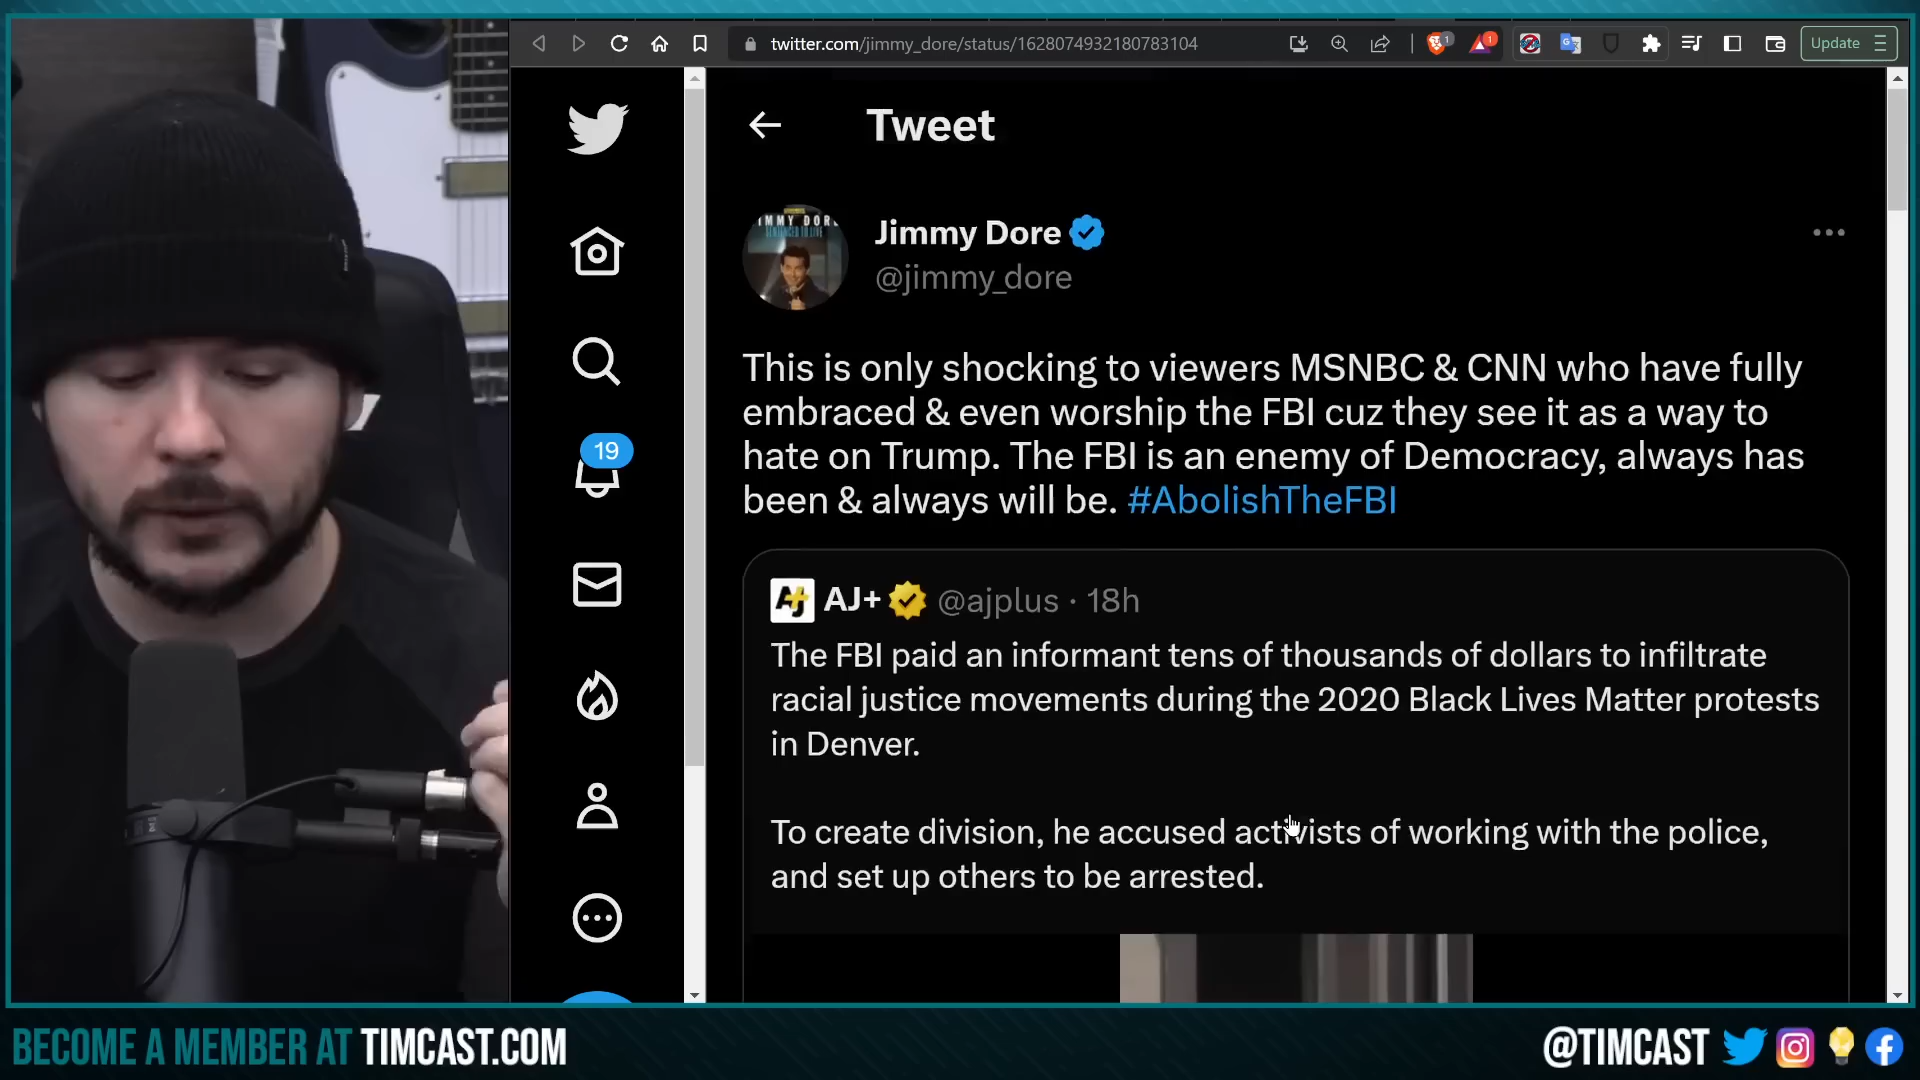 twitter.com/jimmy_dore/status/1628074932180783104
1
1
Update
Tweet
IMMY DOR
Jimmy Dore
@jimmy_dore
This is only shocking to viewers MSNBC & CNN who have fully
embraced & even worship the FBI cuz they see it as a way to
hate on Trump. The FBI is an enemy of Democracy, always has
been & always will be. #AbolishTheFBI
19
AJ+ @ajplus · 18h
The FBI paid an informant tens of thousands of dollars to infiltrate
racial justice movements during the 2020 Black Lives Matter protests
in Denver.
To create division, he accused activists of working with the police,
and set up others to be arrested.
BECOME A MEMBER AT TIMCAST.COM
@TIMCAST